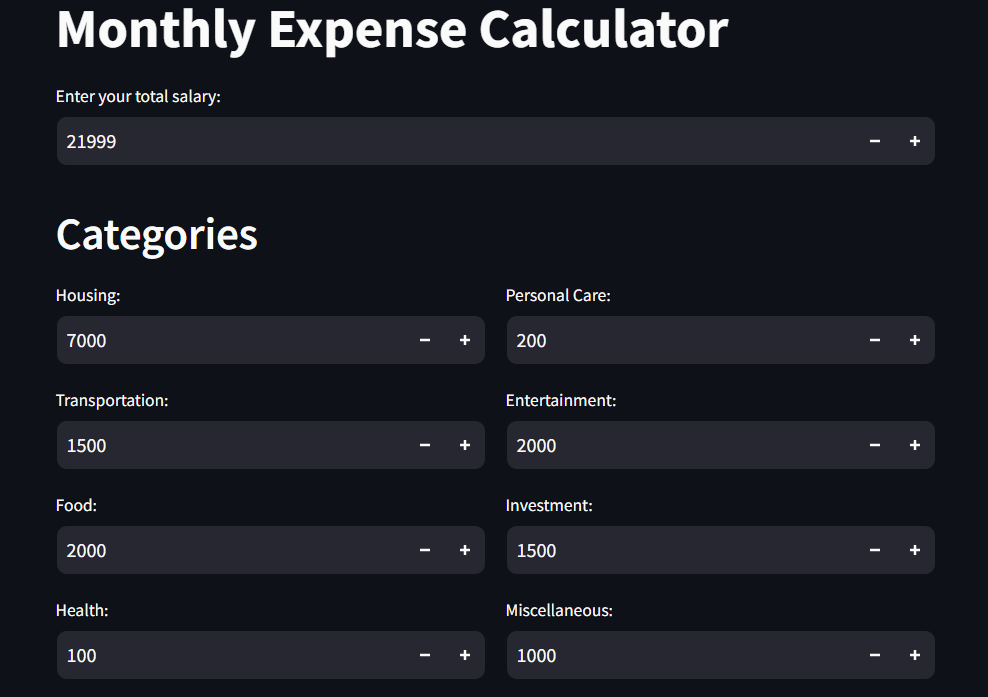 Monthly Expense Calculator
Enter your total salary:
21999
Categories
Housing:
7000
Personal Care:
200
Transportation:
1500
Entertainment:
2000
Food:
2000
Investment:
1500
Health:
100
Miscellaneous:
1000